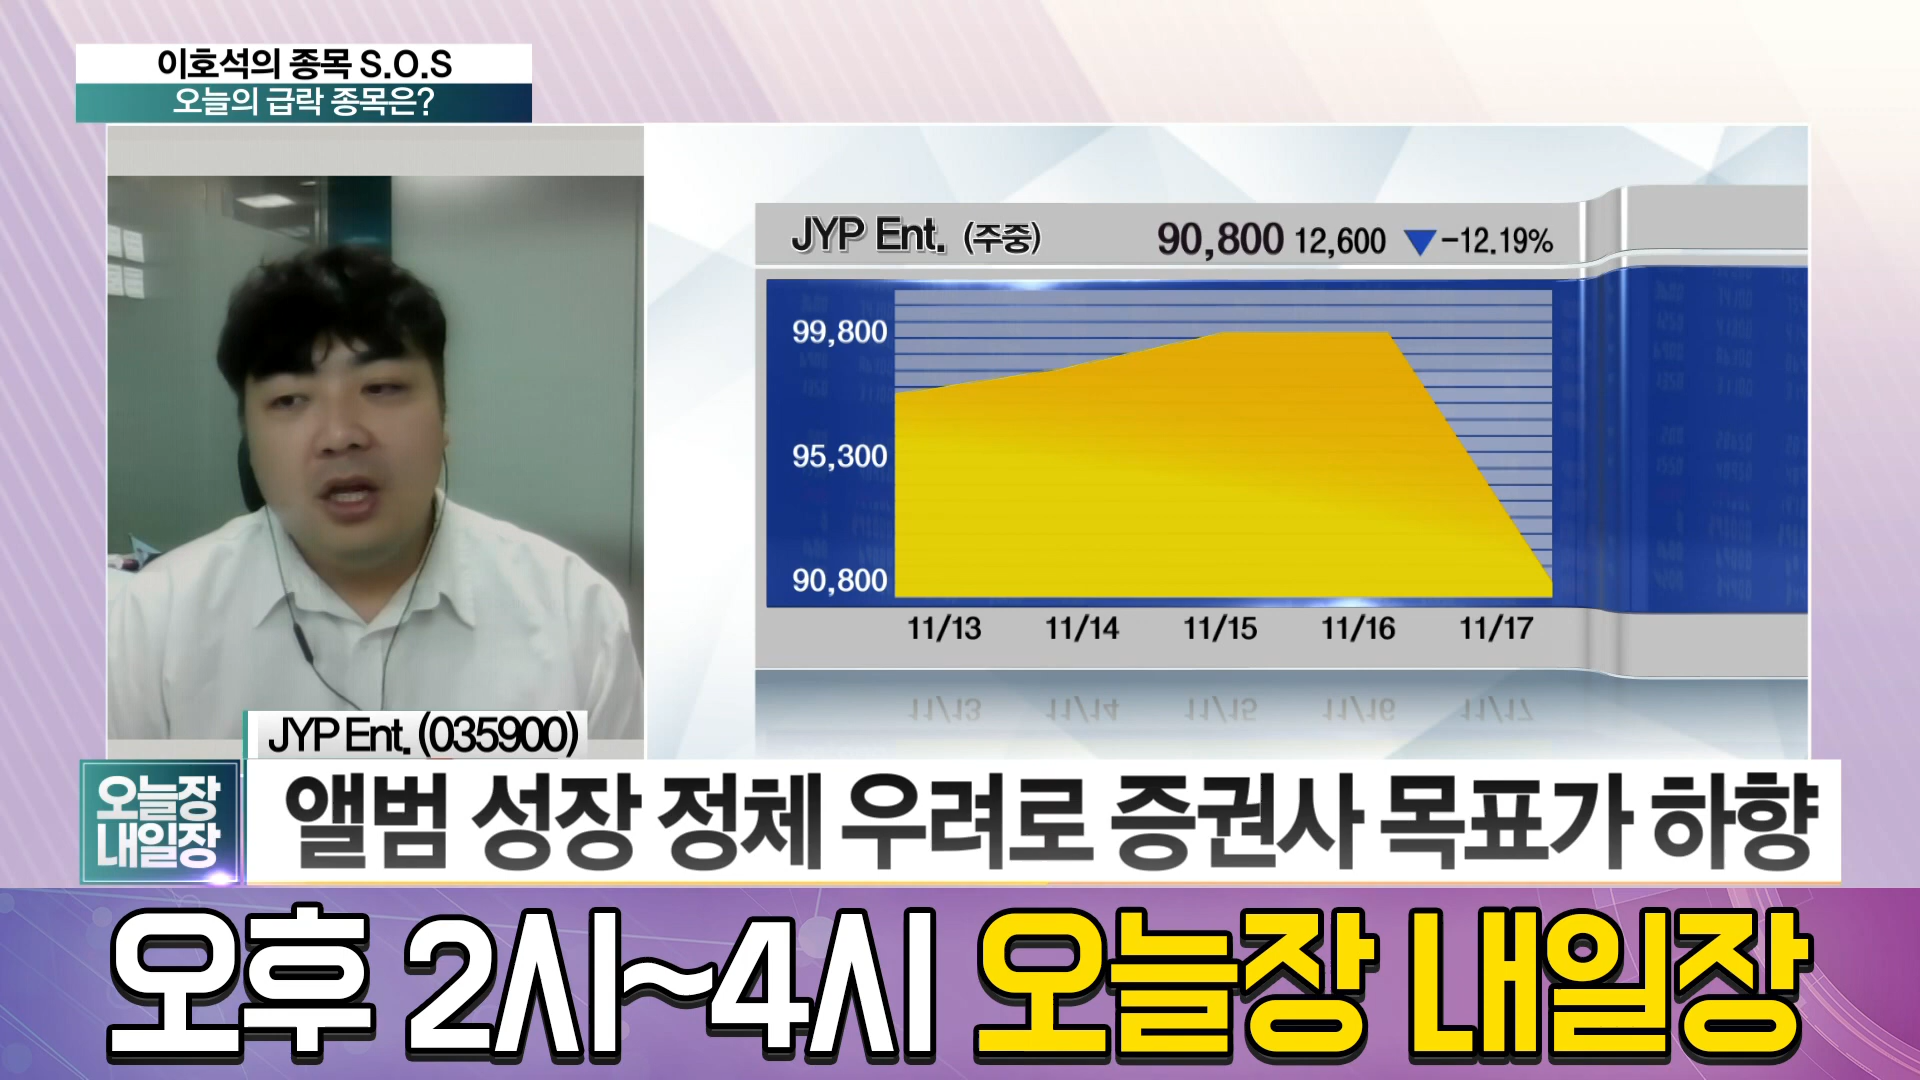 이호석의 종목 S.O.S
오늘의 급락 종목은?
JYP Ent. (주중) 90,800 12,600 ▼-12.19%
99,800
95,300
90,800
11/13 11/14 11/15 11/16 11/17
JYP Ent. (035900)
오늘장
내일장
앨범 성장 정체 우려로 증권사 목표가 하향
오후 2시~4시 오늘장 내일장